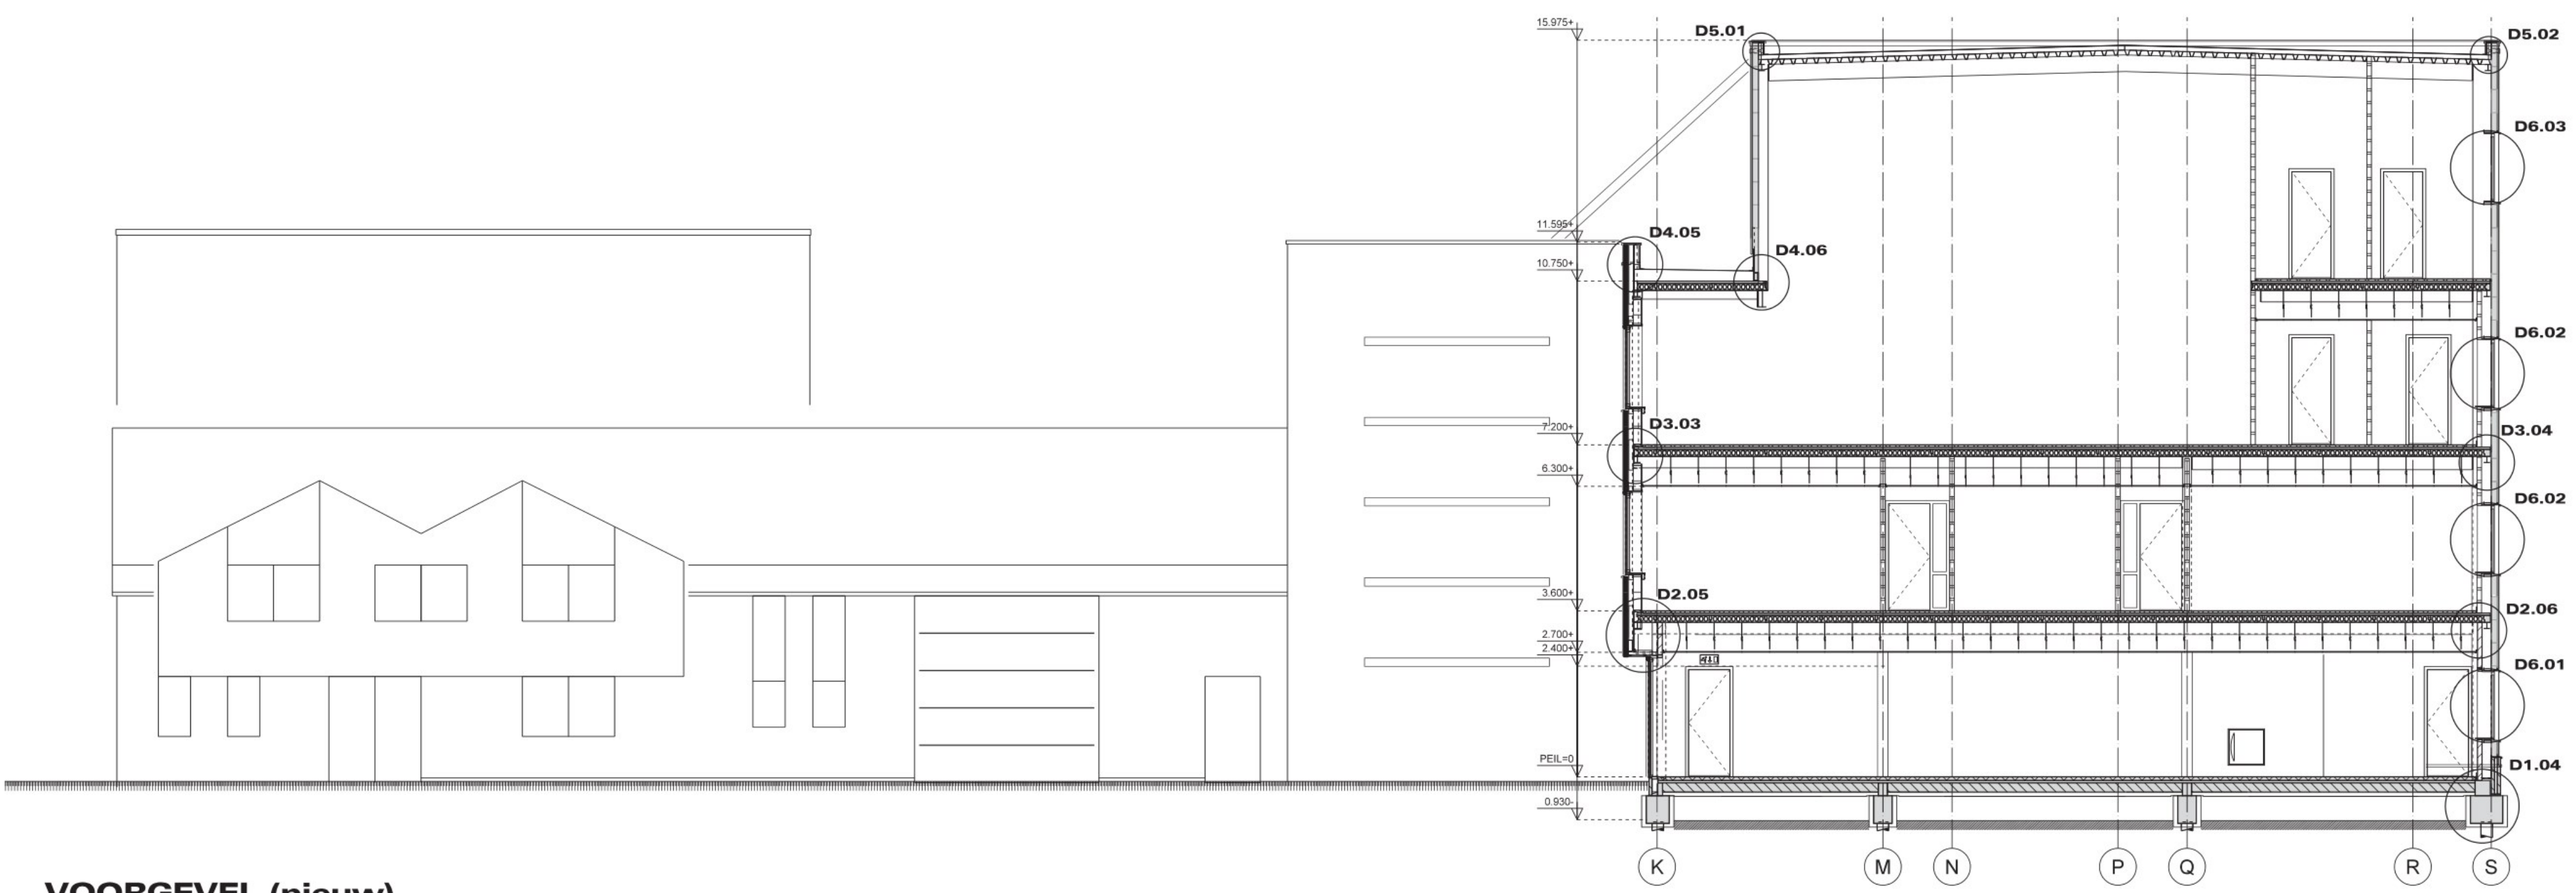 15.975+
D5.01
D5.02
D6.03
11.595+
D4.05
D4.06
10.750+
D6.02
7.200+
D3.03
D3.04
6.300+
D6.02
3.600+
D2.05
D2.06
2.700+
2.400+
D6.01
PEIL=0
D1.04
0.930-
K M N P Q R S
VOORGEVEL (nieuw)